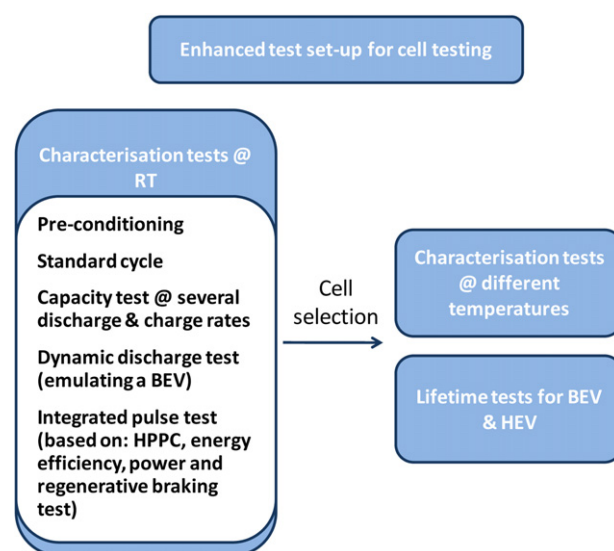 Enhanced test set-up for cell testing
Characterisation tests @
RT
Pre-conditioning
Standard cycle
Capacity test @ several
discharge & charge rates
Dynamic discharge test
(emulating a BEV)
Integrated pulse test
(based on: HPPC, energy
efficiency, power and
regenerative braking
test)
Cell
selection
Characterisation tests
@ different
temperatures
Lifetime tests for BEV
& HEV